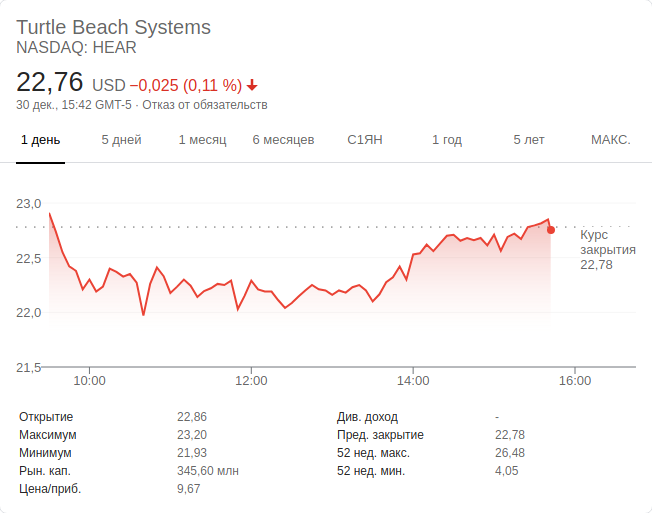 Turtle Beach Systems
NASDAQ: HEAR
22,76 USD −0,025 (0,11 %)
30 дек., 15:42 GMT-5 · Отказ от обязательств
1 день 5 дней 1 месяц 6 месяцев С1ЯН 1 год 5 лет МАКС.
23,0
22,5
22,0
21,5
Курс
закрытия
22,78
10:00 12:00 14:00 16:00
Открытие 22,86 Див. доход -
Максимум 23,20 Пред. закрытие 22,78
Минимум 21,93 52 нед. макс. 26,48
Рын. кап. 345,60 млн 52 нед. мин. 4,05
Цена/приб. 9,67